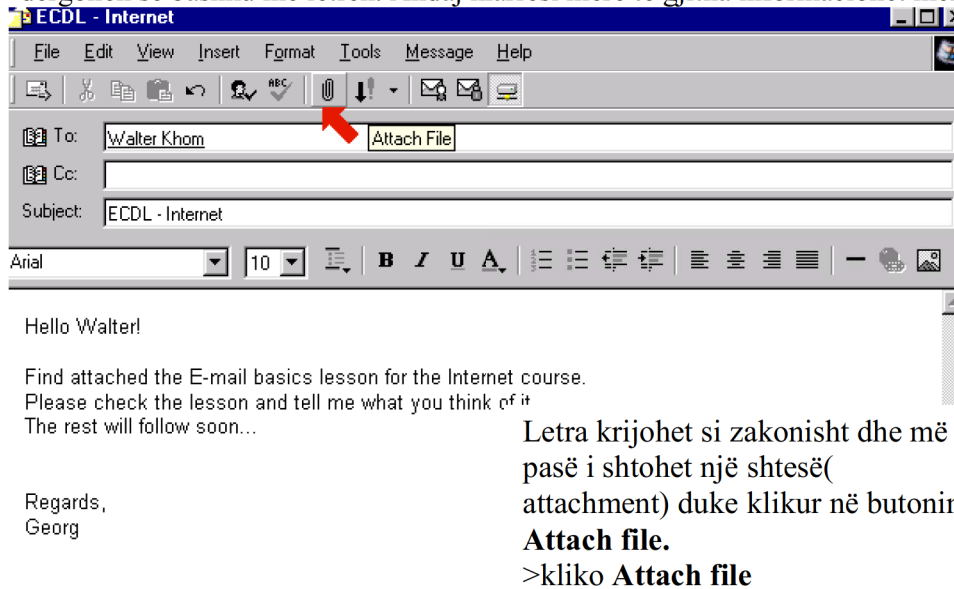 ECDL - Internet
File Edit View Insert Format Tools Message Help
ABC
To: Walter Khom
Attach File
Cc:
Subject: ECDL - Internet
Arial 10 B I U A
Hello Walter!
Find attached the E-mail basics lesson for the Internet course.
Please check the lesson and tell me what you think of it
The rest will follow soon...
Regards,
Georg
Letra krijohet si zakonisht dhe më
pasë i shtohet një shtesë(
attachment) duke klikur në butonin
Attach file.
>kliko Attach file